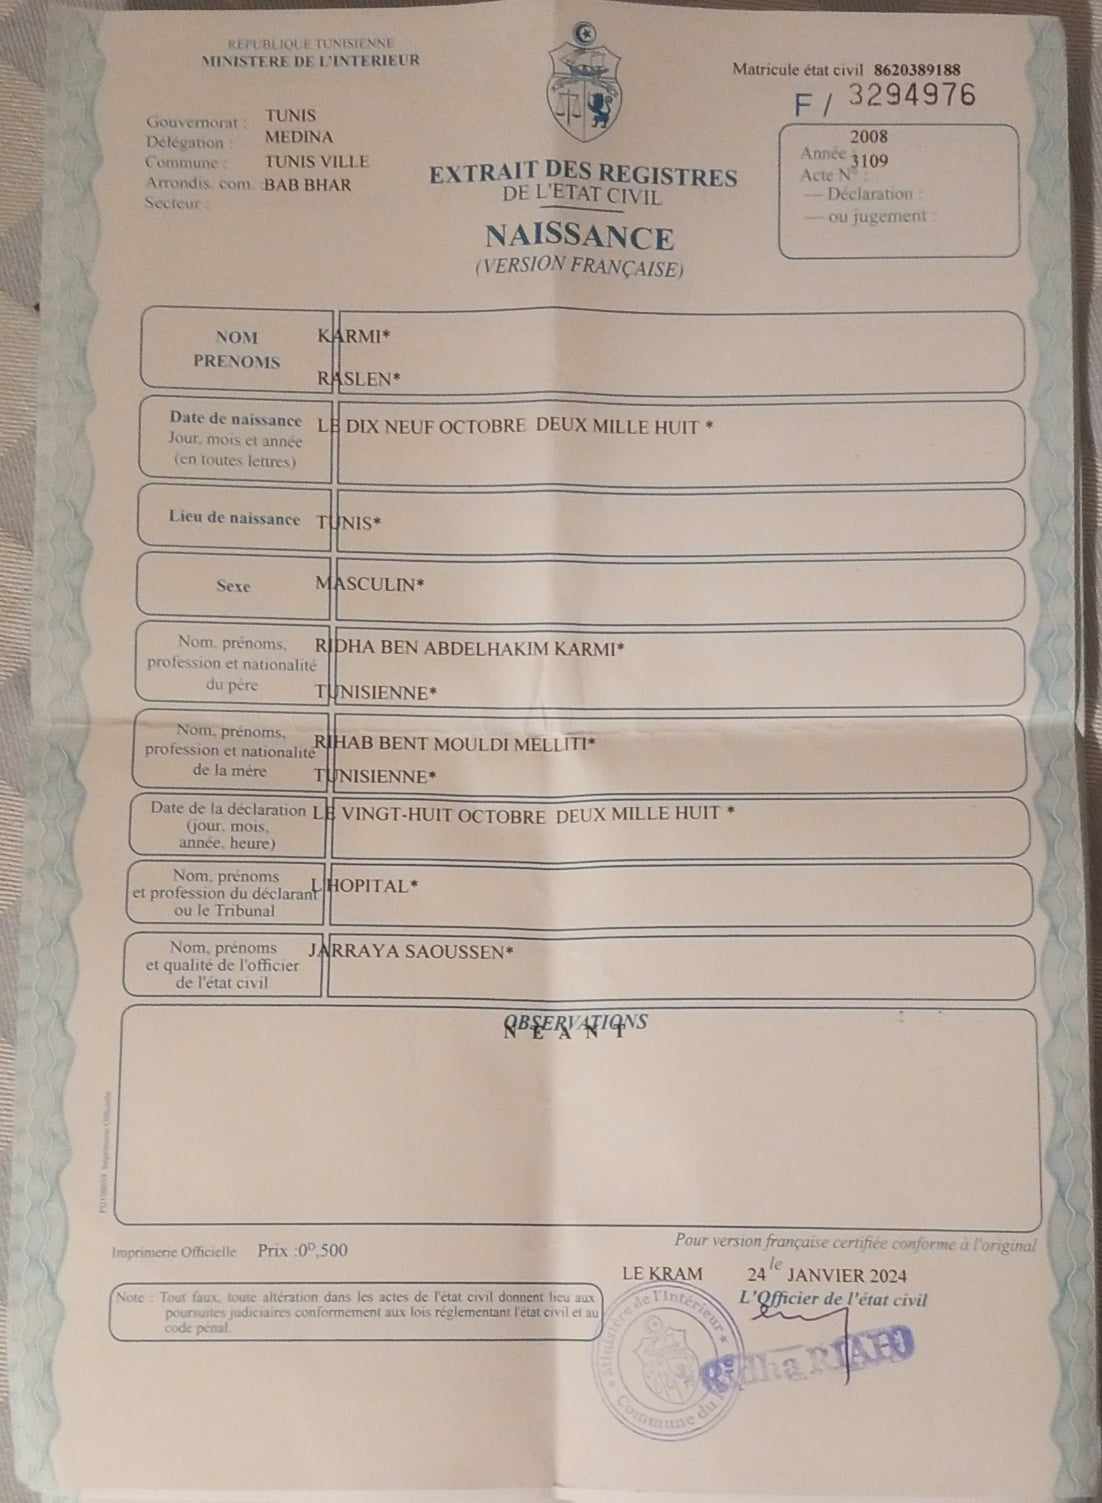 REPUBLIQUE TUNISIENNE
MINISTERE DE L'INTERIEUR
Gouvernorat : TUNIS
Délégation : MEDINA
Commune : TUNIS VILLE
Arrondis. com. : BAB BHAR
Secteur :
EXTRAIT DES REGISTRES
DE L'ETAT CIVIL
NAISSANCE
(VERSION FRANÇAISE)
Matricule état civil 8620389188
F / 3294976
Année : 2008
Acte N° : 3109
— Déclaration :
— ou jugement :
NOM KARMI*
PRENOMS RASLEN*
Date de naissance LE DIX NEUF OCTOBRE DEUX MILLE HUIT *
Jour, mois et année
(en toutes lettres)
Lieu de naissance TUNIS*
Sexe MASCULIN*
Nom, prénoms, RIDHA BEN ABDELHAKIM KARMI*
profession et nationalité
du père TUNISIENNE*
Nom, prénoms, RIHAB BENT MOULDI MELLITI*
profession et nationalité
de la mère TUNISIENNE*
Date de la déclaration LE VINGT-HUIT OCTOBRE DEUX MILLE HUIT *
(jour, mois,
année, heure)
Nom, prénoms
et profession du déclarant L HOPITAL*
ou le Tribunal
Nom, prénoms JARRAYA SAOUSSEN*
et qualité de l'officier
de l'état civil
OBSERVATIONS
N E A N T
Imprimerie Officielle Prix :0ᴰ,500
Pour version française certifiée conforme à l'original
LE KRAM le 24 JANVIER 2024
L'Officier de l'état civil
Note : Tout faux, toute altération dans les actes de l'état civil donnent lieu aux
poursuites judiciaires conformement aux lois réglementant l'état civil et au
code pénal.
Ministère de l'Intérieur
Commune du
Ridha RIAHI